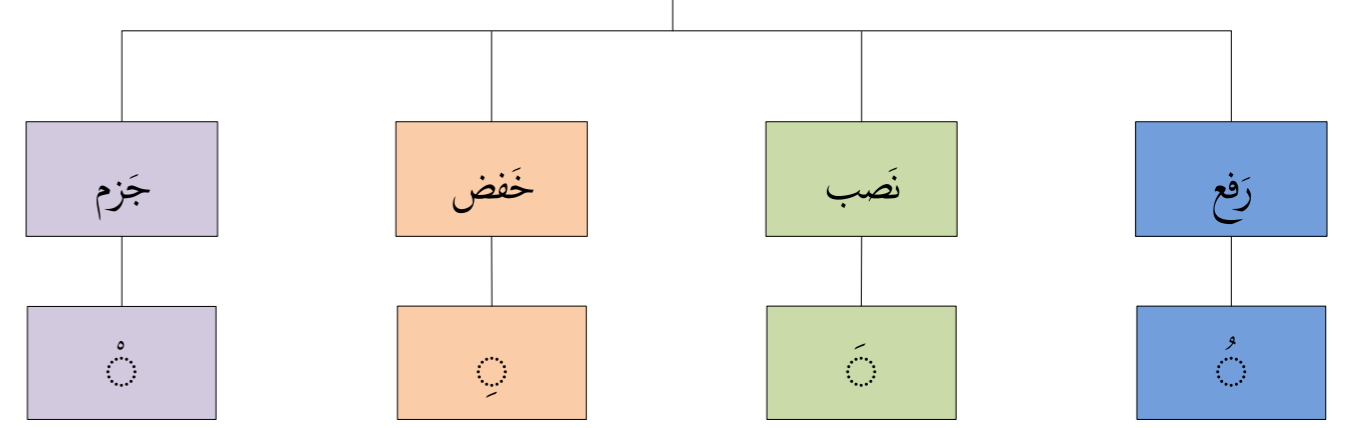 رَفع
نَصب
خَفض
جَزم
◌ُ
◌َ
◌ِ
◌ْ